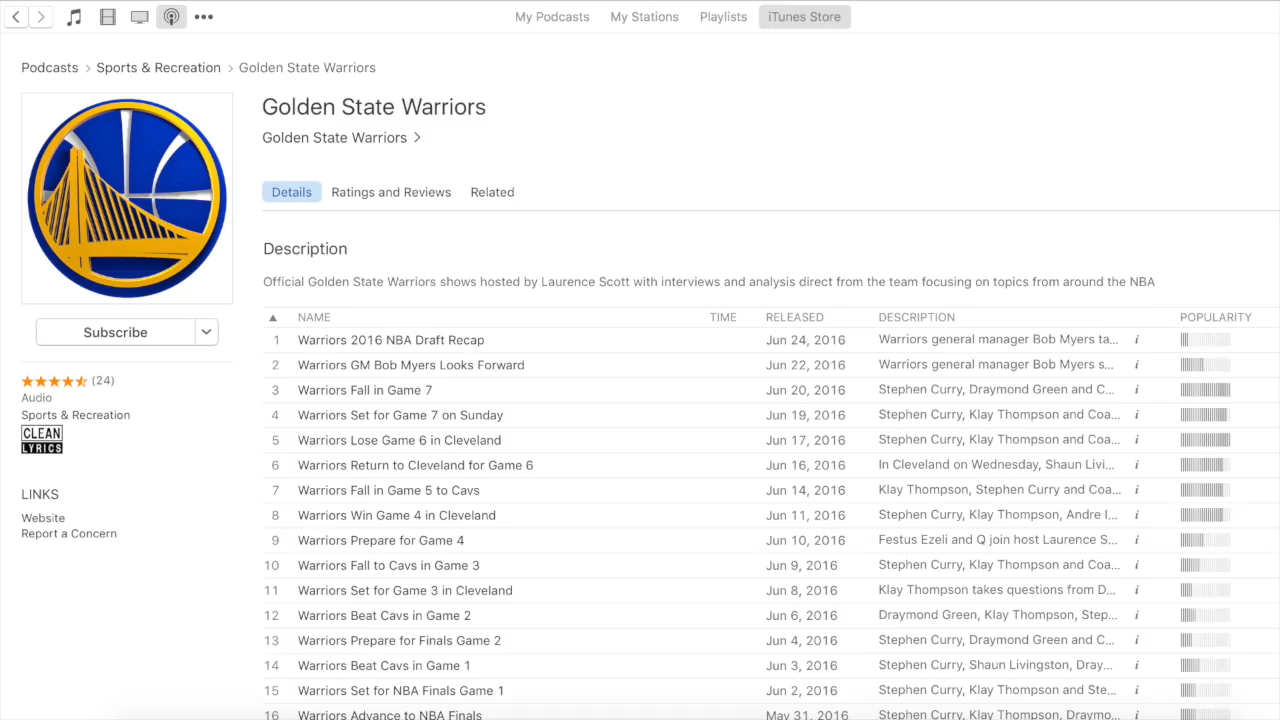 My Podcasts My Stations Playlists iTunes Store
Podcasts > Sports & Recreation > Golden State Warriors
Golden State Warriors
Golden State Warriors >
Details Ratings and Reviews Related
Description
Official Golden State Warriors shows hosted by Laurence Scott with interviews and analysis direct from the team focusing on topics from around the NBA
Subscribe
(24)
Audio
Sports & Recreation
CLEAN
LYRICS
LINKS
Website
Report a Concern
▲ NAME TIME RELEASED DESCRIPTION POPULARITY
1 Warriors 2016 NBA Draft Recap Jun 24, 2016 Warriors general manager Bob Myers ta... i
2 Warriors GM Bob Myers Looks Forward Jun 22, 2016 Warriors general manager Bob Myers s... i
3 Warriors Fall in Game 7 Jun 20, 2016 Stephen Curry, Draymond Green and C... i
4 Warriors Set for Game 7 on Sunday Jun 19, 2016 Stephen Curry, Klay Thompson and Coa... i
5 Warriors Lose Game 6 in Cleveland Jun 17, 2016 Stephen Curry, Klay Thompson and Coa... i
6 Warriors Return to Cleveland for Game 6 Jun 16, 2016 In Cleveland on Wednesday, Shaun Livi... i
7 Warriors Fall in Game 5 to Cavs Jun 14, 2016 Klay Thompson, Stephen Curry and Coa... i
8 Warriors Win Game 4 in Cleveland Jun 11, 2016 Stephen Curry, Klay Thompson, Andre I... i
9 Warriors Prepare for Game 4 Jun 10, 2016 Festus Ezeli and Q join host Laurence S... i
10 Warriors Fall to Cavs in Game 3 Jun 9, 2016 Stephen Curry, Klay Thompson and Coa... i
11 Warriors Set for Game 3 in Cleveland Jun 8, 2016 Klay Thompson takes questions from D... i
12 Warriors Beat Cavs in Game 2 Jun 6, 2016 Draymond Green, Klay Thompson, Step... i
13 Warriors Prepare for Finals Game 2 Jun 4, 2016 Stephen Curry, Draymond Green and C... i
14 Warriors Beat Cavs in Game 1 Jun 3, 2016 Stephen Curry, Shaun Livingston, Dray... i
15 Warriors Set for NBA Finals Game 1 Jun 2, 2016 Stephen Curry, Klay Thompson and Ste... i
16 Warriors Advance to NBA Finals May 31, 2016 Stephen Curry, Klay Thompson, Draymo... i